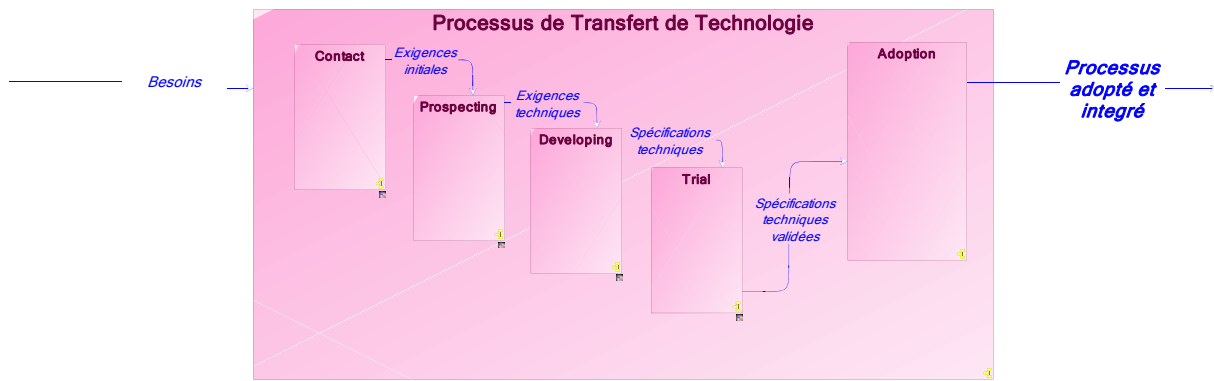 Processus de Transfert de Technologie
Contact
Exigences
initiales
Adoption
Besoins
Processus
adopté et
integré
Prospecting
Exigences
techniques
Developing
Spécifications
techniques
Trial
Spécifications
techniques
validées